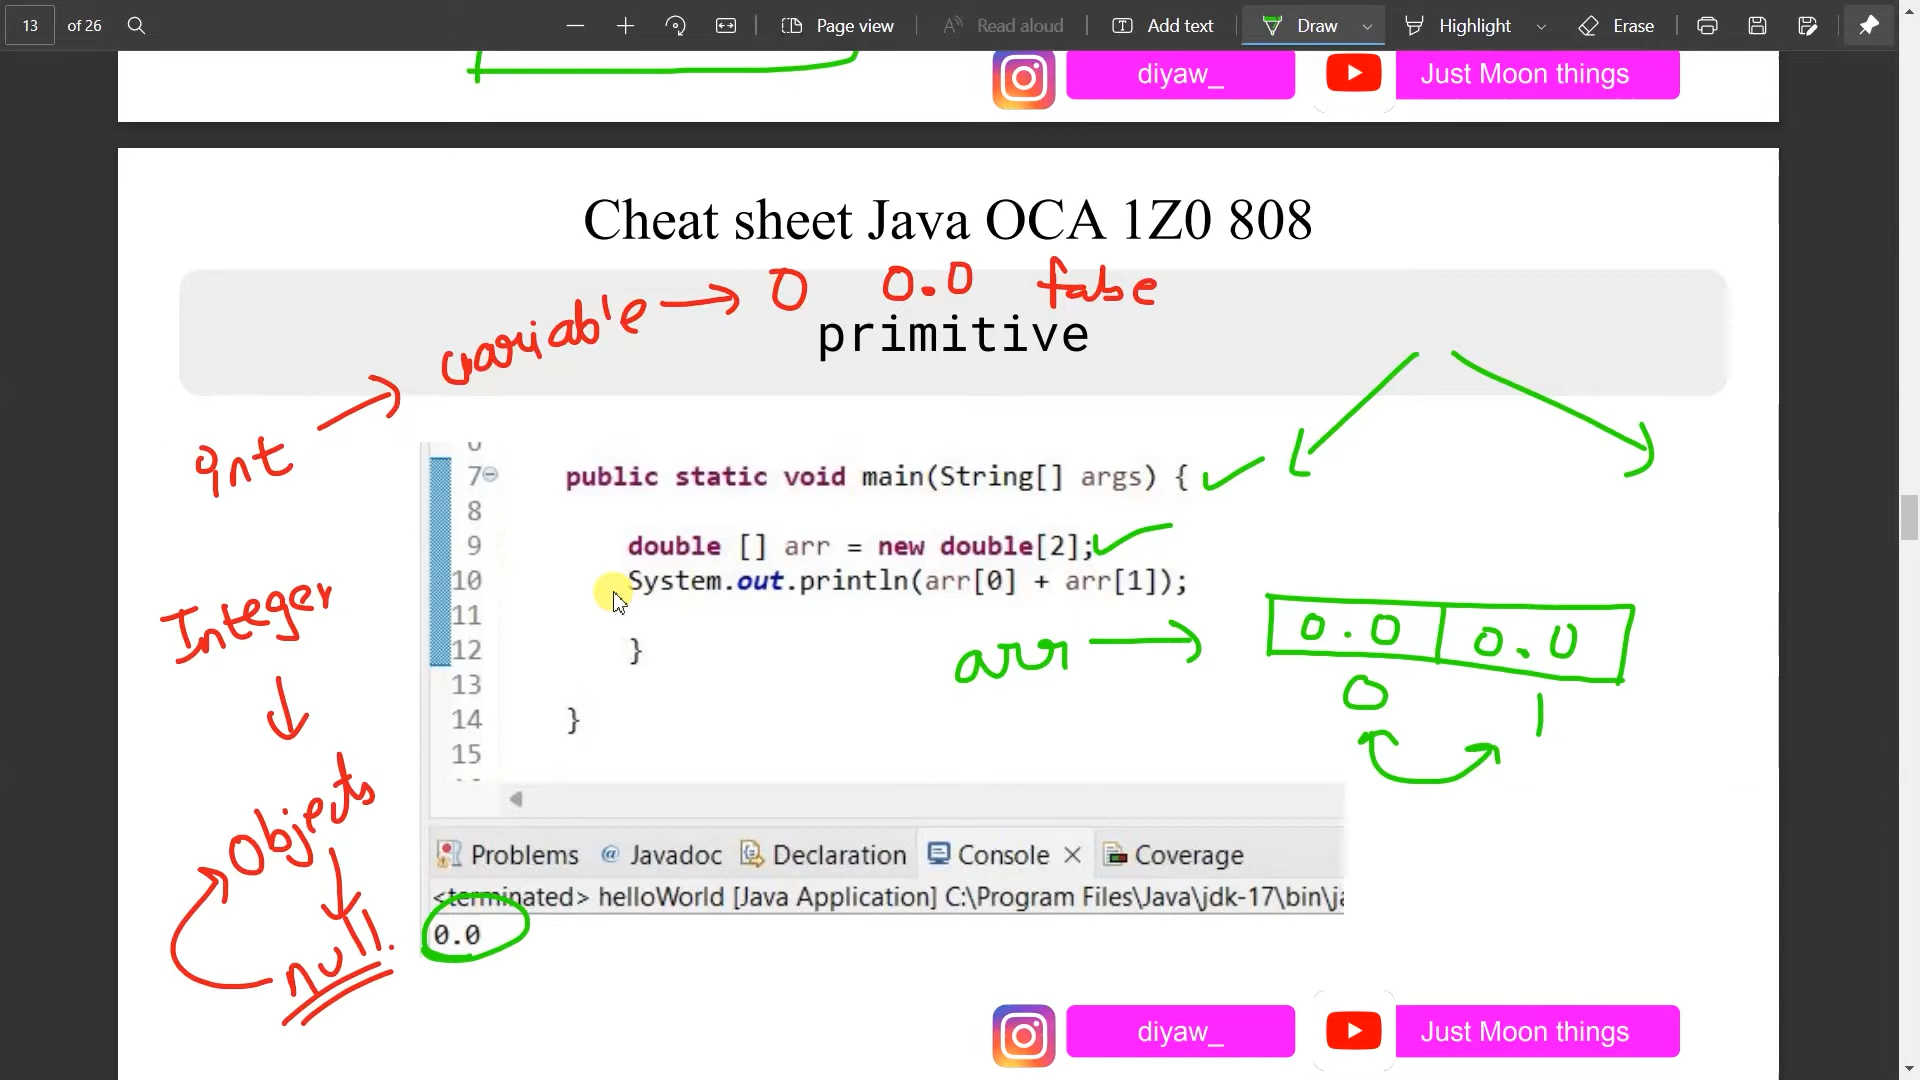 13 of 26 Page view Read aloud Add text Draw Highlight Erase
diyaw_ Just Moon things
Cheat sheet Java OCA 1Z0 808
variable → 0 0.0 false
primitive
int
7 public static void main(String[] args) {
8
9 double [] arr = new double[2];
10 System.out.println(arr[0] + arr[1]);
11
12 }
13
14 }
15
Integer
arr → 0.0 0.0
0 1
Objects
null
Problems @ Javadoc Declaration Console Coverage
<terminated> helloWorld [Java Application] C:\Program Files\Java\jdk-17\bin\ja
0.0
diyaw_ Just Moon things